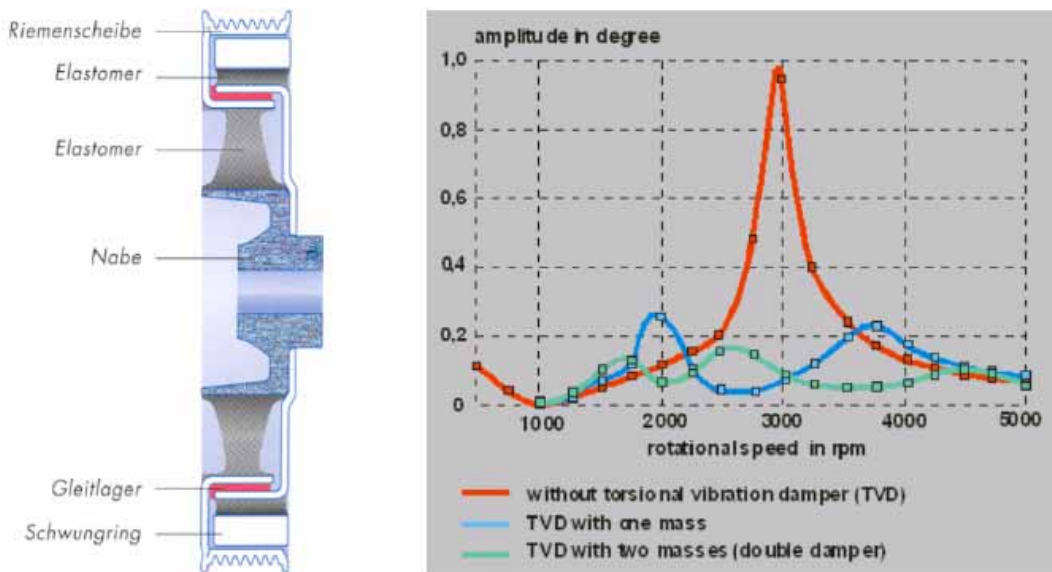 Riemenscheibe
Elastomer
Elastomer
Nabe
Gleitlager
Schwungring
amplitude in degree
1,0
0,8
0,6
0,4
0,2
0
1000
2000
3000
4000
5000
rotational speed in rpm
without torsional vibration damper (TVD)
TVD with one mass
TVD with two masses (double damper)